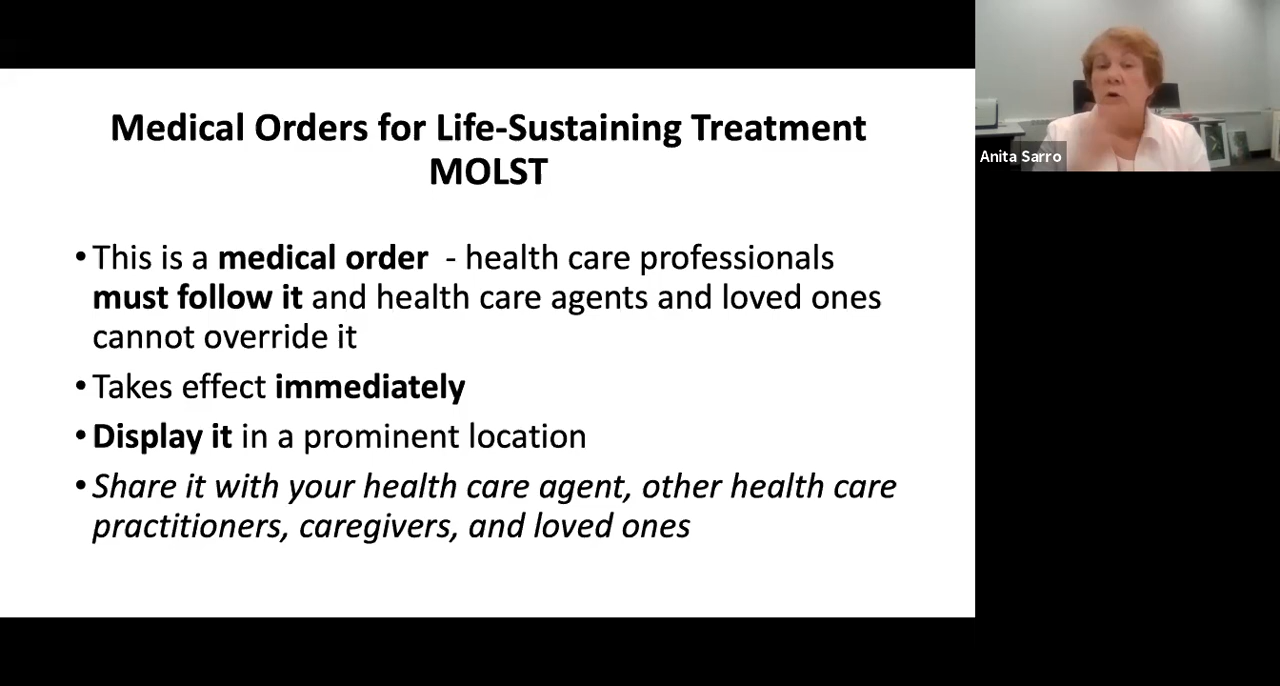 Medical Orders for Life-Sustaining Treatment
MOLST
•This is a medical order - health care professionals
must follow it and health care agents and loved ones
cannot override it
•Takes effect immediately
•Display it in a prominent location
•Share it with your health care agent, other health care
practitioners, caregivers, and loved ones
Anita Sarro